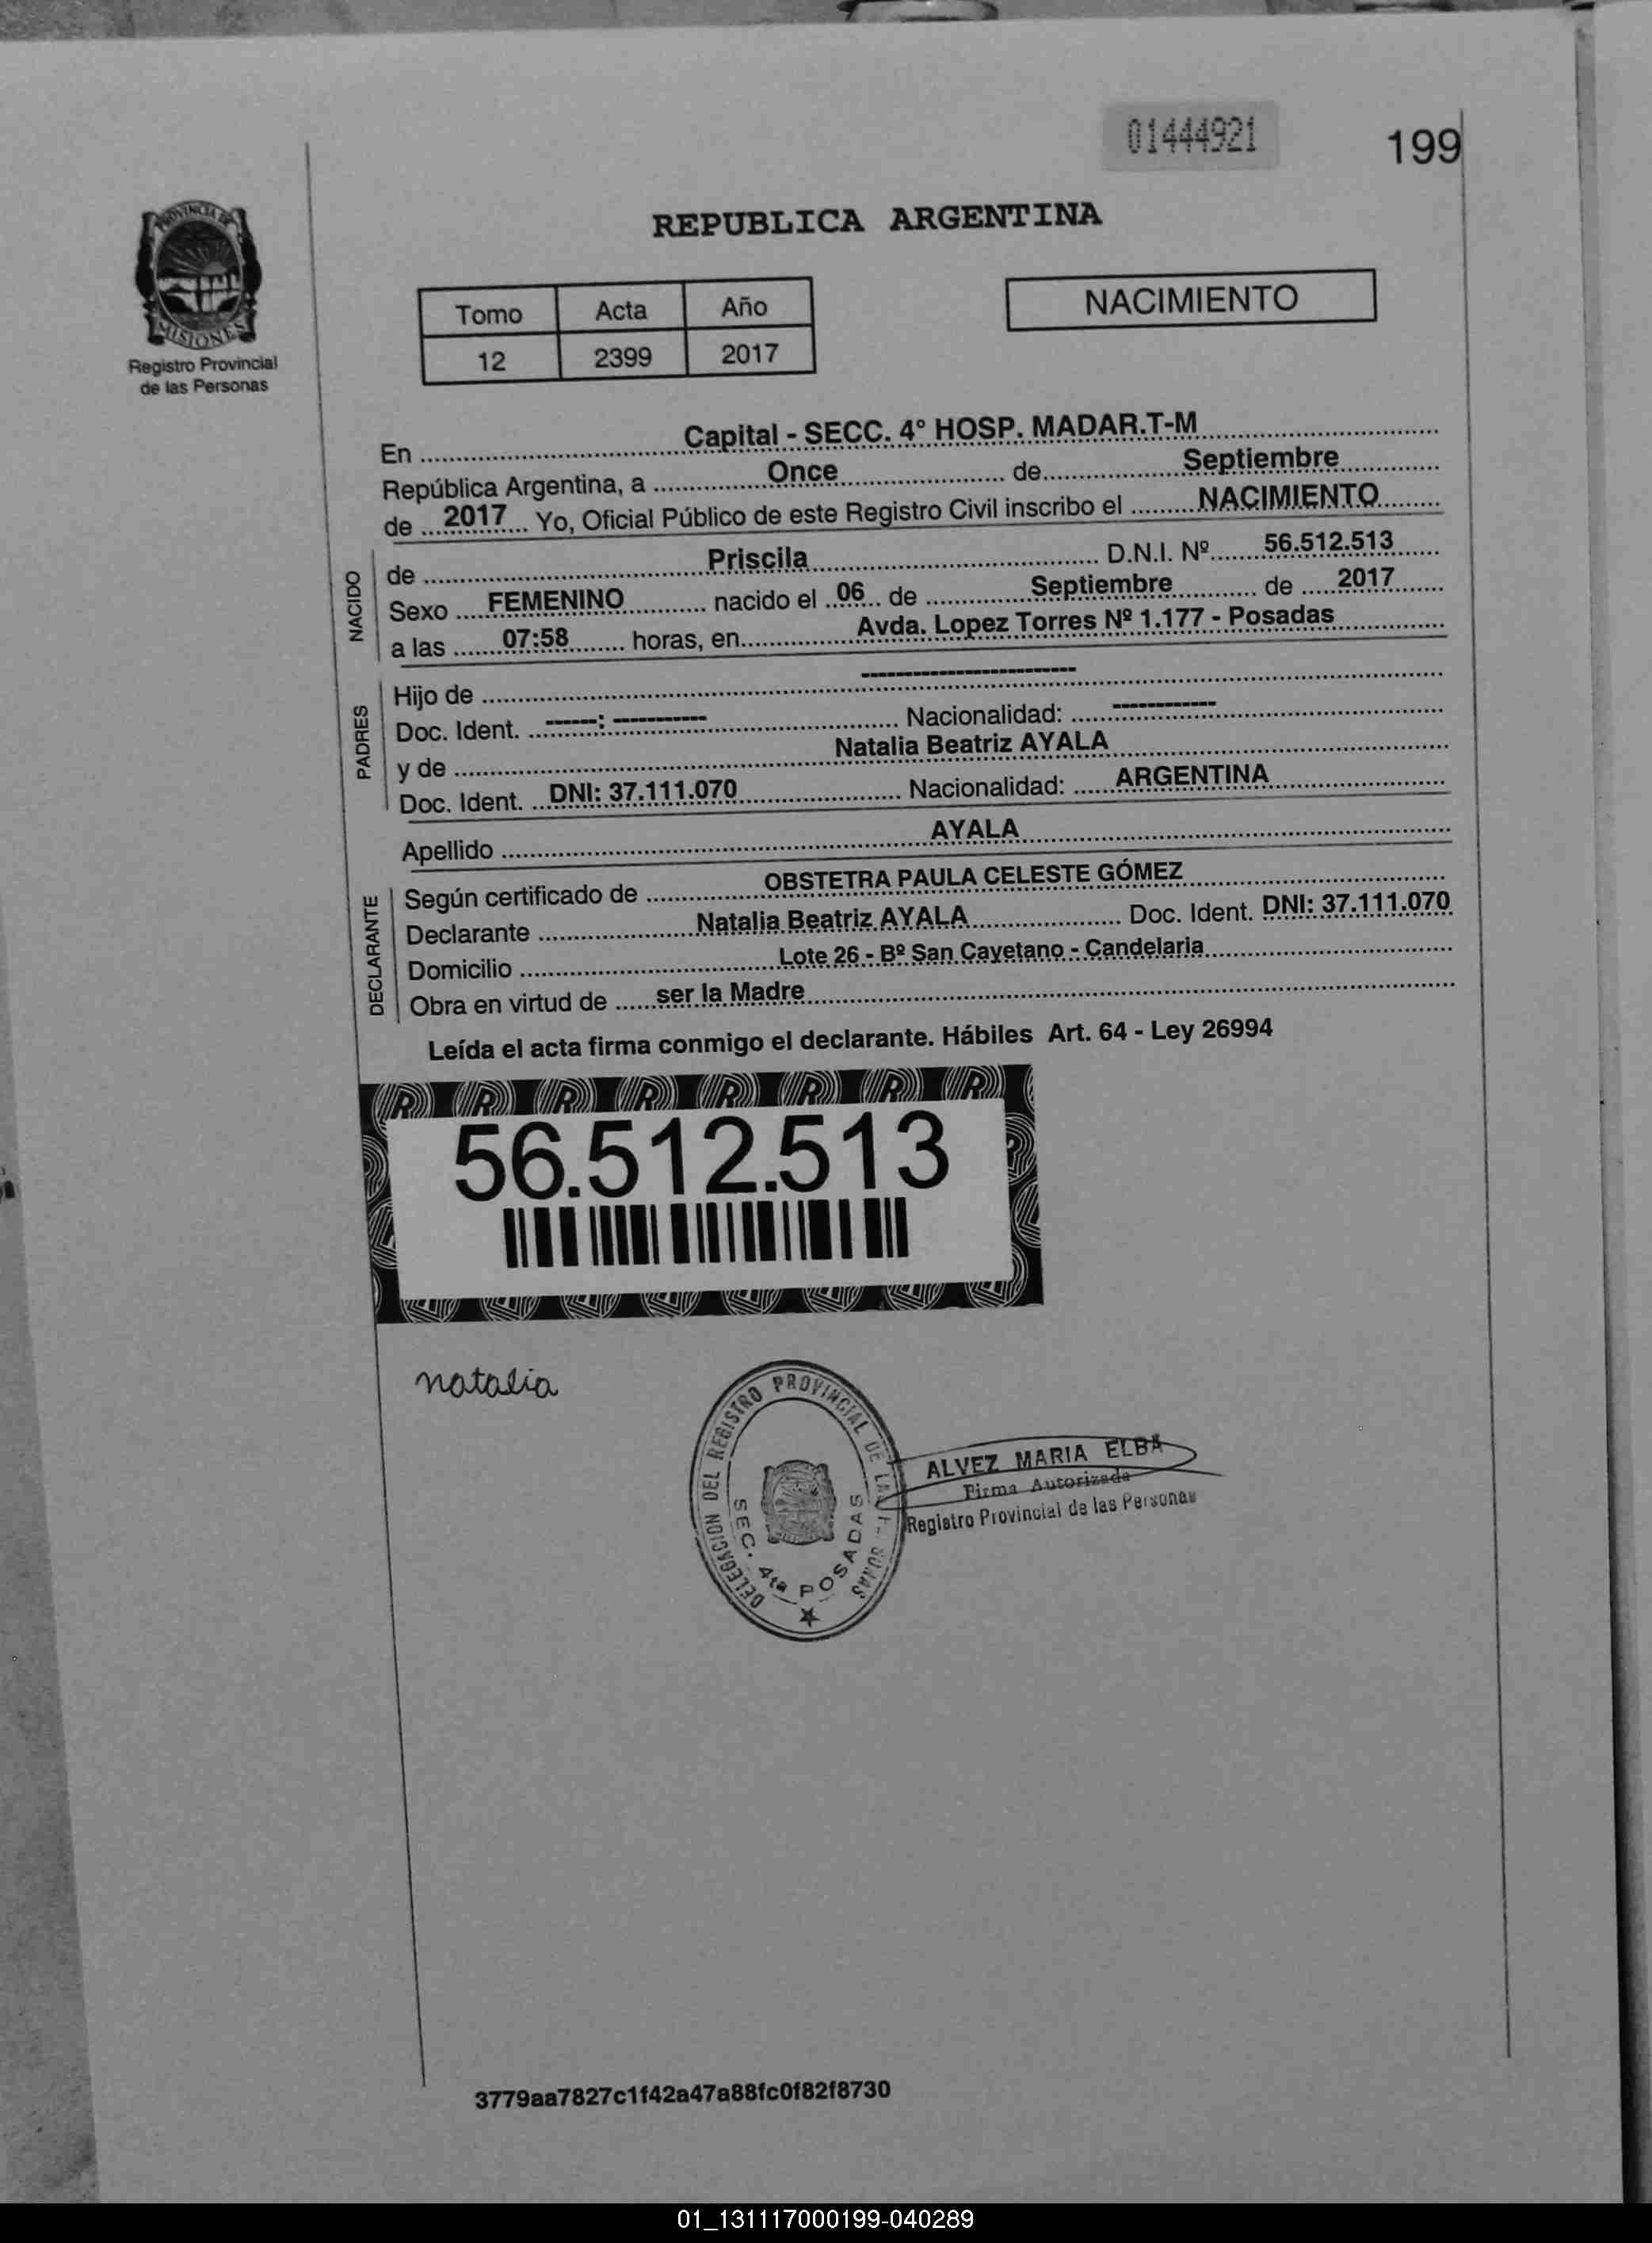 01444921
199
PROVINCIA DE
MISIONES
Registro Provincial
de las Personas
REPUBLICA ARGENTINA
Tomo Acta Año
12 2399 2017
NACIMIENTO
En Capital - SECC. 4° HOSP. MADAR.T-M
República Argentina, a Once de Septiembre
de 2017 Yo, Oficial Público de este Registro Civil inscribo el NACIMIENTO
NACIDO
de Priscila D.N.I. Nº 56.512.513
Sexo FEMENINO nacido el 06 de Septiembre de 2017
a las 07:58 horas, en Avda. Lopez Torres Nº 1.177 - Posadas
PADRES
Hijo de ------------------------
Doc. Ident. ------: ----------- Nacionalidad: ------------
y de Natalia Beatriz AYALA
Doc. Ident. DNI: 37.111.070 Nacionalidad: ARGENTINA
Apellido AYALA
DECLARANTE
Según certificado de OBSTETRA PAULA CELESTE GÓMEZ
Declarante Natalia Beatriz AYALA Doc. Ident. DNI: 37.111.070
Domicilio Lote 26 - Bº San Cayetano - Candelaria
Obra en virtud de ser la Madre
Leída el acta firma conmigo el declarante. Hábiles Art. 64 - Ley 26994
56.512.513
natalia
DELEGACION DEL REGISTRO PROVINCIAL DE LAS
SEC. 4ta POSADAS
ALVEZ MARIA ELBA
Firma Autorizada
Registro Provincial de las Personas
3779aa7827c1f42a47a88fc0f82f8730
01_131117000199-040289